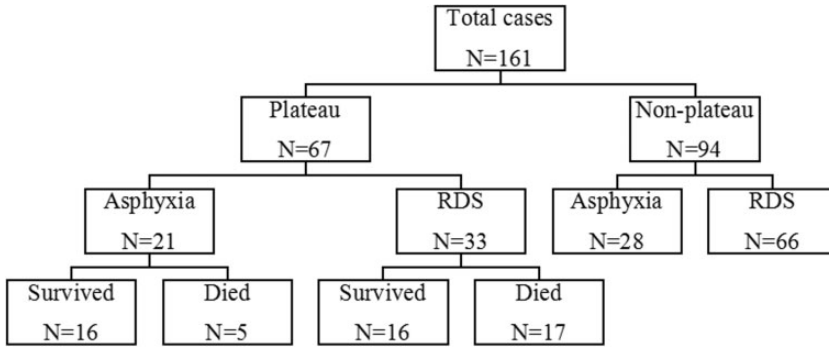 Total cases
N=161
Plateau
N=67
Non-plateau
N=94
Asphyxia
N=21
RDS
N=33
Asphyxia
N=28
RDS
N=66
Survived
N=16
Died
N=5
Survived
N=16
Died
N=17